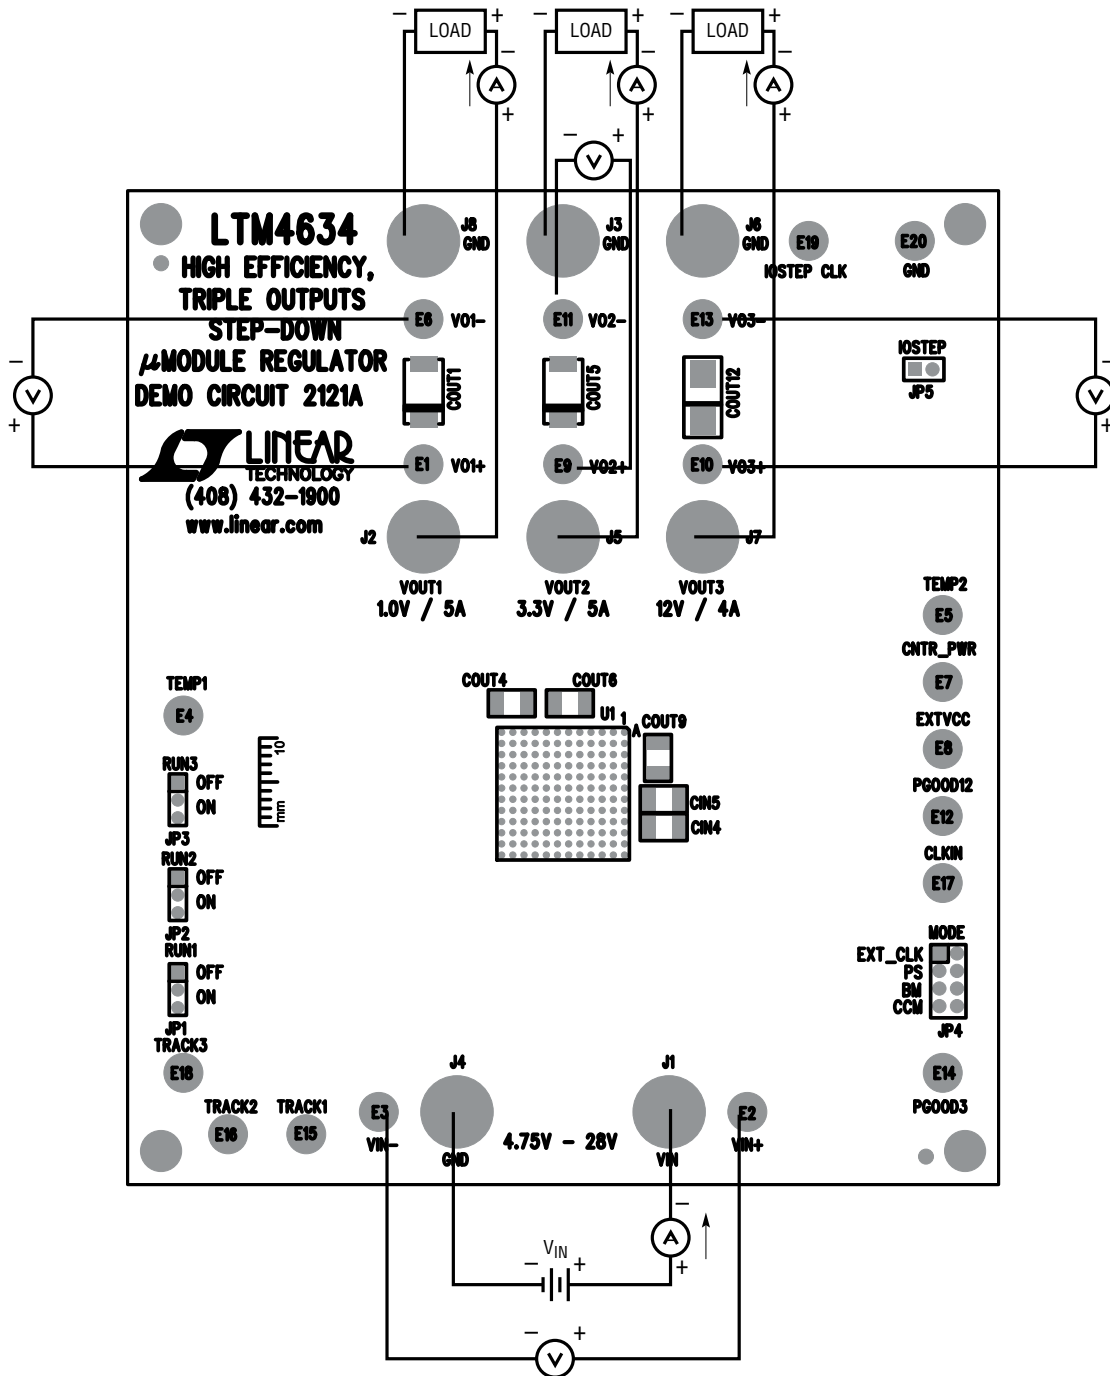 − LOAD + − LOAD + − LOAD +
− A + − A + − A +
− V +
LTM4634
HIGH EFFICIENCY,
TRIPLE OUTPUTS
STEP-DOWN
µMODULE REGULATOR
DEMO CIRCUIT 2121A
LINEAR
TECHNOLOGY
(408) 432-1900
www.linear.com
J8
GND
J3
GND
J6
GND
E19
IOSTEP CLK
E20
GND
E6 VO1-
E11 VO2-
E13 VO3-
− V +
− V +
COUT1
COUT5
COUT12
IOSTEP
JP5
E1 VO1+
E9 VO2+
E10 VO3+
J2
J5
J7
VOUT1
1.0V / 5A
VOUT2
3.3V / 5A
VOUT3
12V / 4A
TEMP2
E5
CNTR_PWR
E7
EXTVCC
E8
PGOOD12
E12
CLKIN
E17
TEMP1
E4
COUT4
COUT6
U1 1
A
COUT9
CIN5
CIN4
10
mm
RUN3
OFF
ON
JP3
RUN2
OFF
ON
JP2
RUN1
OFF
ON
JP1
MODE
EXT_CLK
PS
BM
CCM
JP4
TRACK3
E18
TRACK2
E16
TRACK1
E15
E3
VIN-
J4
GND
4.75V - 28V
J1
VIN
E2
VIN+
E14
PGOOD3
− A +
VIN
− +
− V +